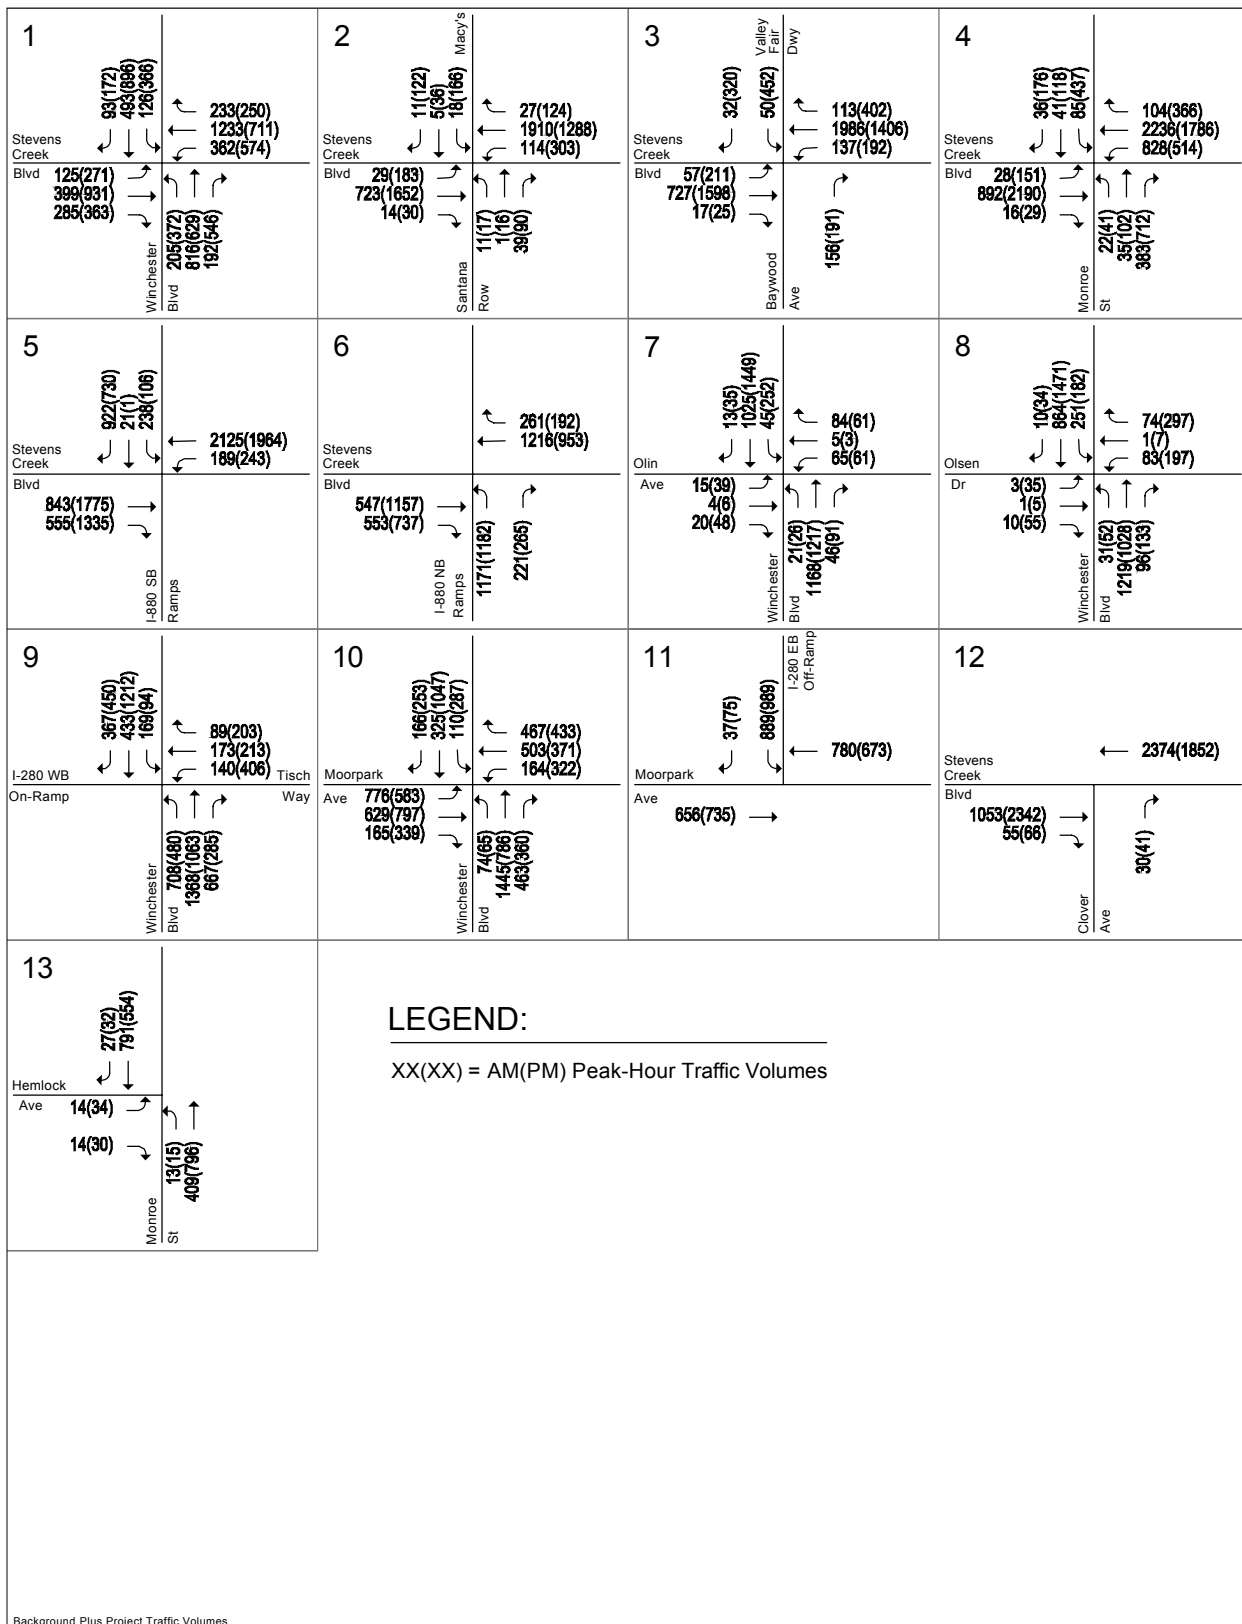 1
93(172)
493(896)
126(366)
233(250)
1233(711)
362(574)
Stevens
Creek
Blvd
125(271)
399(931)
285(363)
205(372)
816(629)
192(546)
Winchester
Blvd
2
Macy's
11(122)
5(36)
18(166)
27(124)
1910(1288)
114(303)
Stevens
Creek
Blvd
29(183)
723(1652)
14(30)
11(17)
1(16)
39(90)
Santana
Row
3
Valley
Fair
Dwy
32(320)
50(452)
113(402)
1986(1406)
137(192)
Stevens
Creek
Blvd
57(211)
727(1598)
17(25)
156(191)
Baywood
Ave
4
36(176)
41(118)
85(437)
104(366)
2236(1786)
828(514)
Stevens
Creek
Blvd
28(151)
892(2190)
16(29)
22(41)
35(102)
383(712)
Monroe
St
5
922(730)
21(1)
238(106)
2125(1964)
189(243)
Stevens
Creek
Blvd
843(1775)
555(1335)
I-880 SB
Ramps
6
261(192)
1216(953)
Stevens
Creek
Blvd
547(1157)
553(737)
1171(1182)
221(265)
I-880 NB
Ramps
7
13(35)
1025(1449)
45(252)
84(61)
5(3)
65(61)
Olin
Ave
15(39)
4(6)
20(48)
21(26)
1168(1217)
46(91)
Winchester
Blvd
8
10(34)
864(1471)
251(182)
74(297)
1(7)
83(197)
Olsen
Dr
3(35)
1(5)
10(55)
31(52)
1219(1028)
96(133)
Winchester
Blvd
9
367(450)
433(1212)
169(94)
89(203)
173(213)
140(406)
I-280 WB
On-Ramp
Tisch
Way
708(480)
1368(1063)
667(285)
Winchester
Blvd
10
166(253)
325(1047)
110(287)
467(433)
503(371)
164(322)
Moorpark
Ave
776(583)
629(797)
165(339)
74(65)
1445(786)
463(360)
Winchester
Blvd
11
I-280 EB
Off-Ramp
37(75)
889(989)
780(673)
Moorpark
Ave
656(735)
12
2374(1852)
Stevens
Creek
Blvd
1053(2342)
55(66)
30(41)
Clover
Ave
13
27(32)
791(554)
Hemlock
Ave
14(34)
14(30)
13(15)
409(796)
Monroe
St
LEGEND:
XX(XX) = AM(PM) Peak-Hour Traffic Volumes
Background Plus Project Traffic Volumes